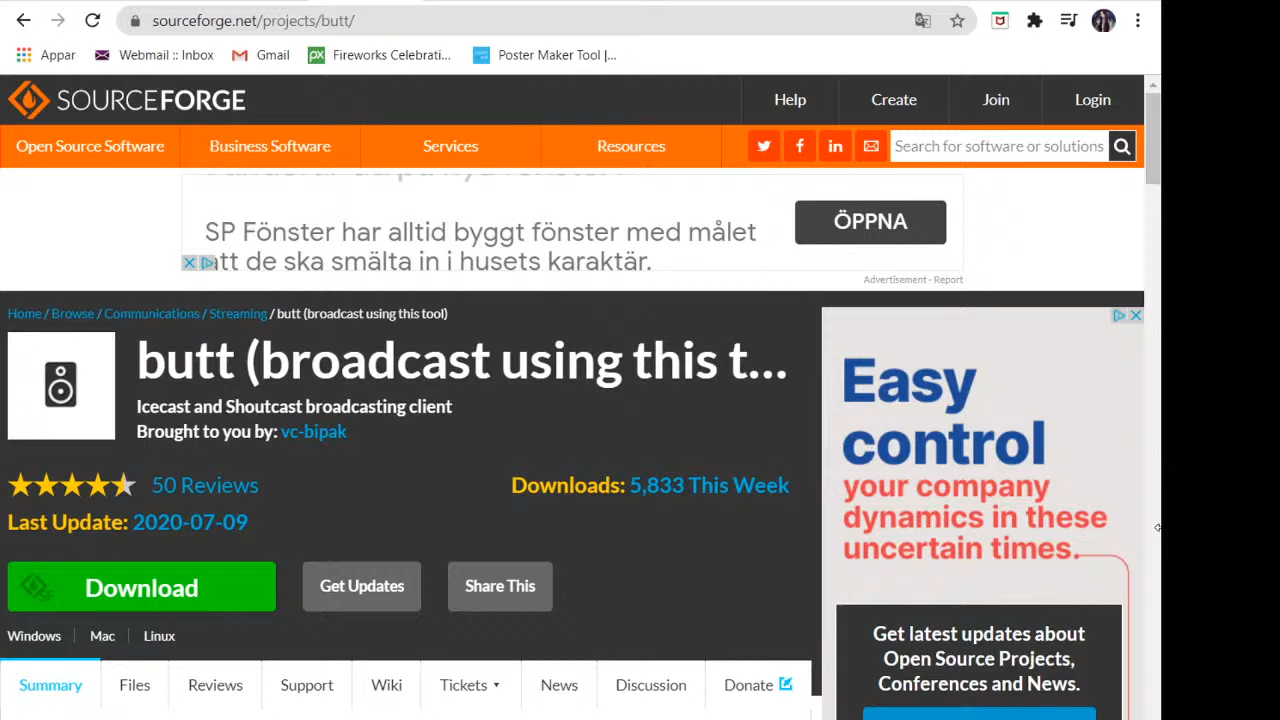 sourceforge.net/projects/butt/
Appar
Webmail :: Inbox
Gmail
Fireworks Celebrati...
Poster Maker Tool |...
SOURCEFORGE
Help
Create
Join
Login
Open Source Software
Business Software
Services
Resources
Search for software or solutions
SP Fönster har alltid byggt fönster med målet
att de ska smälta in i husets karaktär.
ÖPPNA
Advertisement - Report
Home / Browse / Communications / Streaming / butt (broadcast using this tool)
butt (broadcast using this t...
Icecast and Shoutcast broadcasting client
Brought to you by: vc-bipak
50 Reviews
Downloads: 5,833 This Week
Last Update: 2020-07-09
Download
Get Updates
Share This
Windows
Mac
Linux
Summary
Files
Reviews
Support
Wiki
Tickets
News
Discussion
Donate
Easy
control
your company
dynamics in these
uncertain times.
Get latest updates about
Open Source Projects,
Conferences and News.